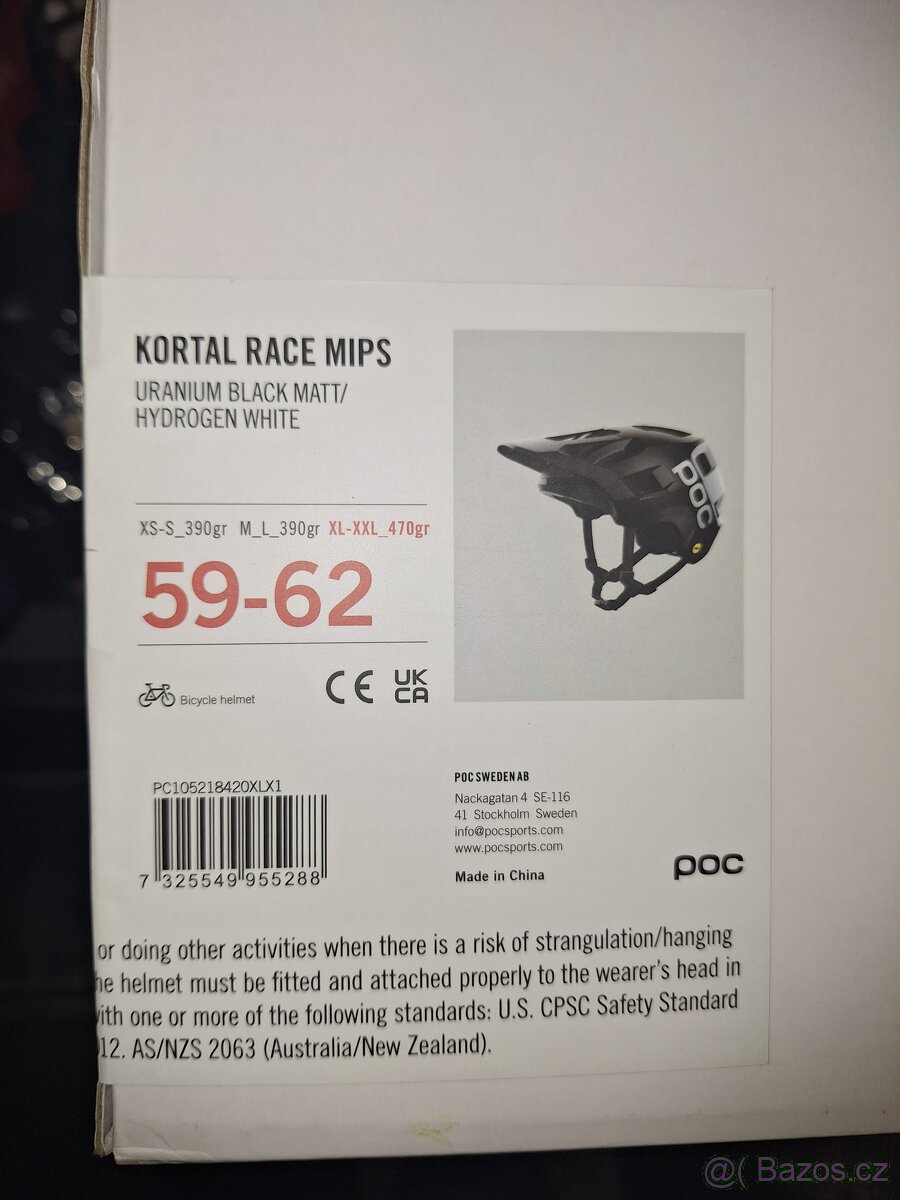 KORTAL RACE MIPS
URANIUM BLACK MATT/
HYDROGEN WHITE
XS-S_390gr M_L_390gr XL-XXL_470gr
59-62
poc
Bicycle helmet
CE UK CA
PC105218420XLX1
7 325549 955288
POC SWEDEN AB
Nackagatan 4 SE-116
41 Stockholm Sweden
info@pocsports.com
www.pocsports.com
Made in China
poc
or doing other activities when there is a risk of strangulation/hanging
he helmet must be fitted and attached properly to the wearer's head in
ith one or more of the following standards: U.S. CPSC Safety Standard
12. AS/NZS 2063 (Australia/New Zealand).
@( Bazos.cz